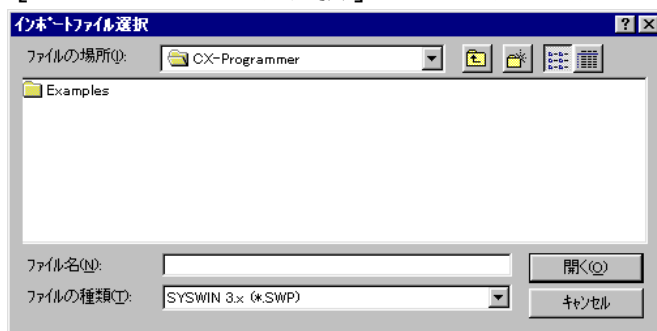 インポートファイル選択
ファイルの場所(I):
CX-Programmer
Examples
ファイル名(N):
開く(O)
ファイルの種類(T):
SYSWIN 3.x (*.SWP)
キャンセル